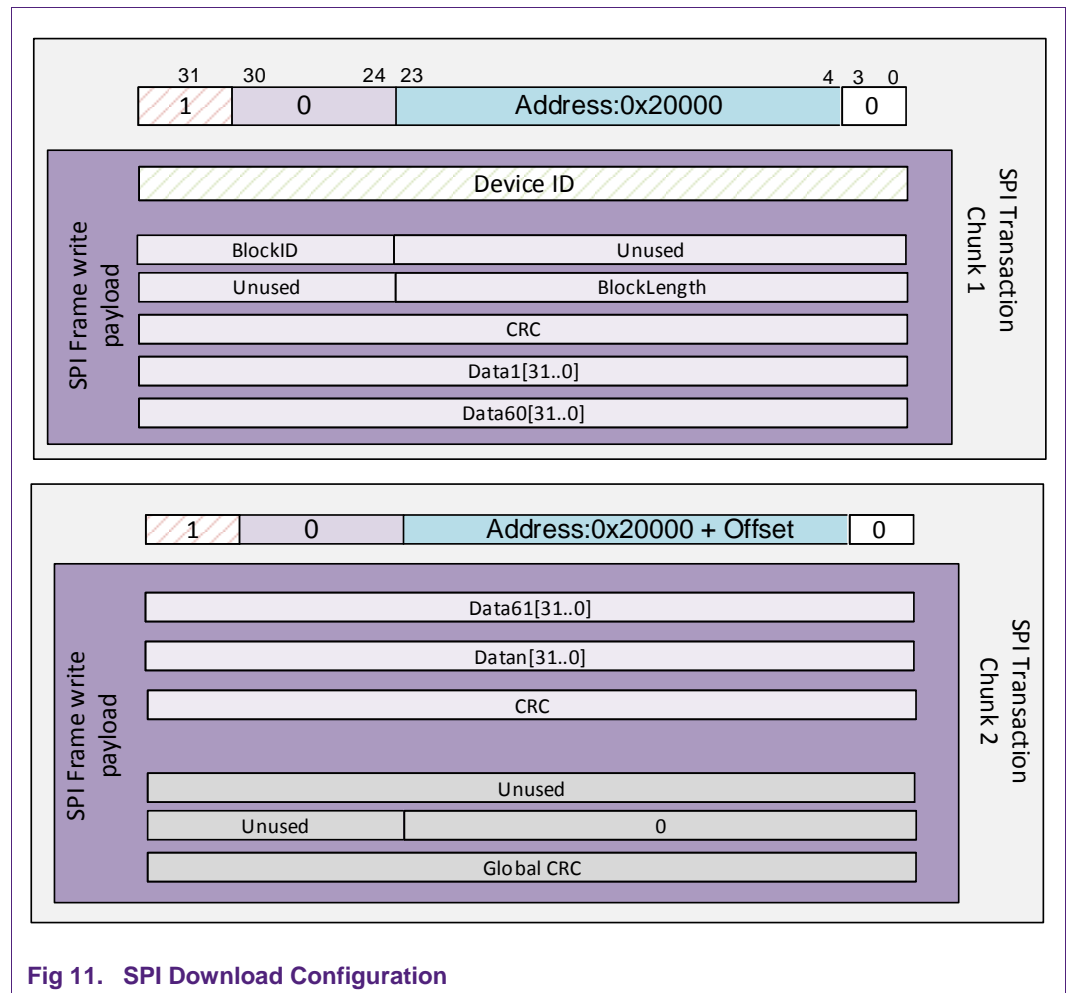 31 30 24 23 4 3 0
1 0 Address:0x20000 0
Device ID
BlockID Unused
Unused BlockLength
CRC
Data1[31..0]
Data60[31..0]
SPI Frame write
payload
SPI Transaction
Chunk 1
1 0 Address:0x20000 + Offset 0
Data61[31..0]
Datan[31..0]
CRC
Unused
Unused 0
Global CRC
SPI Frame write
payload
SPI Transaction
Chunk 2
Fig 11. SPI Download Configuration